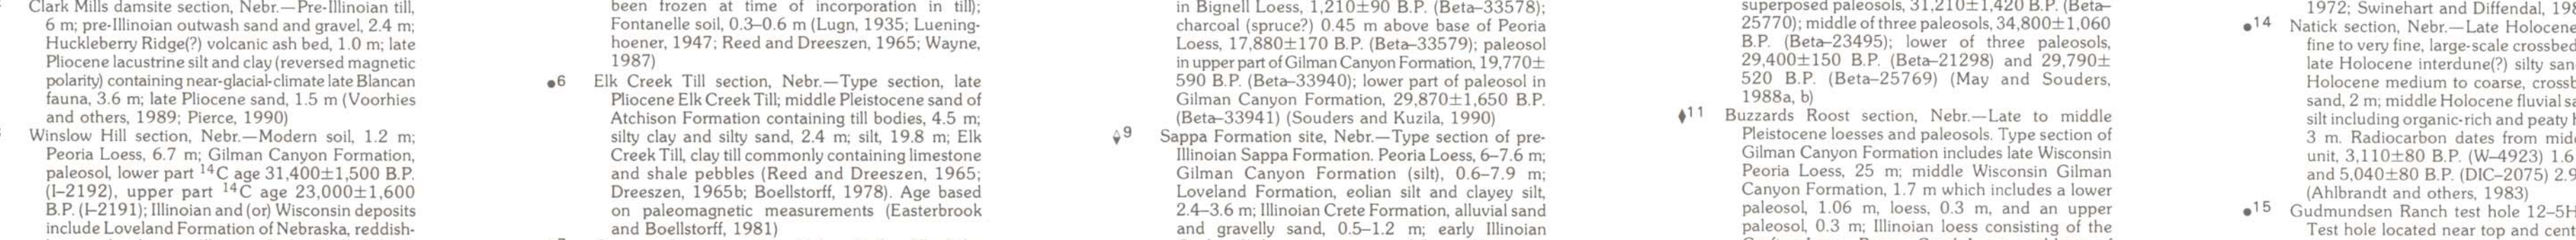 Clark Mills damsite section, Nebr.—Pre-Illinoian till,
6 m; pre-Illinoian outwash sand and gravel, 2.4 m;
Huckleberry Ridge(?) volcanic ash bed, 1.0 m; late
Pliocene lacustrine silt and clay (reversed magnetic
polarity) containing near-glacial-climate late Blancan
fauna, 3.6 m; late Pliocene sand, 1.5 m (Voorhies
and others, 1989; Pierce, 1990)
Winslow Hill section, Nebr.—Modern soil, 1.2 m;
Peoria Loess, 6.7 m; Gilman Canyon Formation,
paleosol, lower part 14C age 31,400±1,500 B.P.
(I–2192), upper part 14C age 23,000±1,600
B.P. (I–2191); Illinoian and (or) Wisconsin deposits
include Loveland Formation of Nebraska, reddish-
been frozen at time of incorporation in till);
Fontanelle soil, 0.3–0.6 m (Lugn, 1935; Luening-
hoener, 1947; Reed and Dreeszen, 1965; Wayne,
1987)
●6 Elk Creek Till section, Nebr.—Type section, late
Pliocene Elk Creek Till; middle Pleistocene sand of
Atchison Formation containing till bodies, 4.5 m;
silty clay and silty sand, 2.4 m; silt, 19.8 m; Elk
Creek Till, clay till commonly containing limestone
and shale pebbles (Reed and Dreeszen, 1965;
Dreeszen, 1965b; Boellstorff, 1978). Age based
on paleomagnetic measurements (Easterbrook
and Boellstorff, 1981)
in Bignell Loess, 1,210±90 B.P. (Beta–33578);
charcoal (spruce?) 0.45 m above base of Peoria
Loess, 17,880±170 B.P. (Beta–33579); paleosol
in upper part of Gilman Canyon Formation, 19,770±
590 B.P. (Beta–33940); lower part of paleosol in
Gilman Canyon Formation, 29,870±1,650 B.P.
(Beta–33941) (Souders and Kuzila, 1990)
9 Sappa Formation site, Nebr.—Type section of pre-
Illinoian Sappa Formation. Peoria Loess, 6–7.6 m;
Gilman Canyon Formation (silt), 0.6–7.9 m;
Loveland Formation, eolian silt and clayey silt,
2.4–3.6 m; Illinoian Crete Formation, alluvial sand
and gravelly sand, 0.5–1.2 m; early Illinoian
superposed paleosols, 31,210±1,420 B.P. (Beta–
25770); middle of three paleosols, 34,800±1,060
B.P. (Beta–23495); lower of three paleosols,
29,400±150 B.P. (Beta–21298) and 29,790±
520 B.P. (Beta–25769) (May and Souders,
1988a, b)
♦11 Buzzards Roost section, Nebr.—Late to middle
Pleistocene loesses and paleosols. Type section of
Gilman Canyon Formation includes late Wisconsin
Peoria Loess, 25 m; middle Wisconsin Gilman
Canyon Formation, 1.7 m which includes a lower
paleosol, 1.06 m, loess, 0.3 m, and an upper
paleosol, 0.3 m; Illinoian loess consisting of the
1972; Swinehart and Diffendal, 198
●14 Natick section, Nebr.—Late Holocene
fine to very fine, large-scale crossbed
late Holocene interdune(?) silty san
Holocene medium to coarse, crossb
sand, 2 m; middle Holocene fluvial sa
silt including organic-rich and peaty
3 m. Radiocarbon dates from mid
unit, 3,110±80 B.P. (W–4923) 1.6
and 5,040±80 B.P. (DIC–2075) 2.9
(Ahlbrandt and others, 1983)
●15 Gudmundsen Ranch test hole 12–5H
Test hole located near top and cen